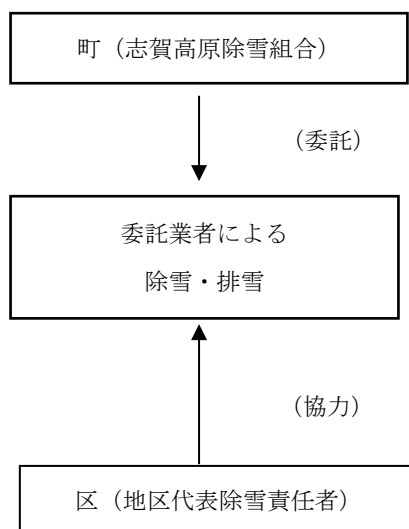 町（志賀高原除雪組合）
（委託）
委託業者による
除雪・排雪
（協力）
区（地区代表除雪責任者）